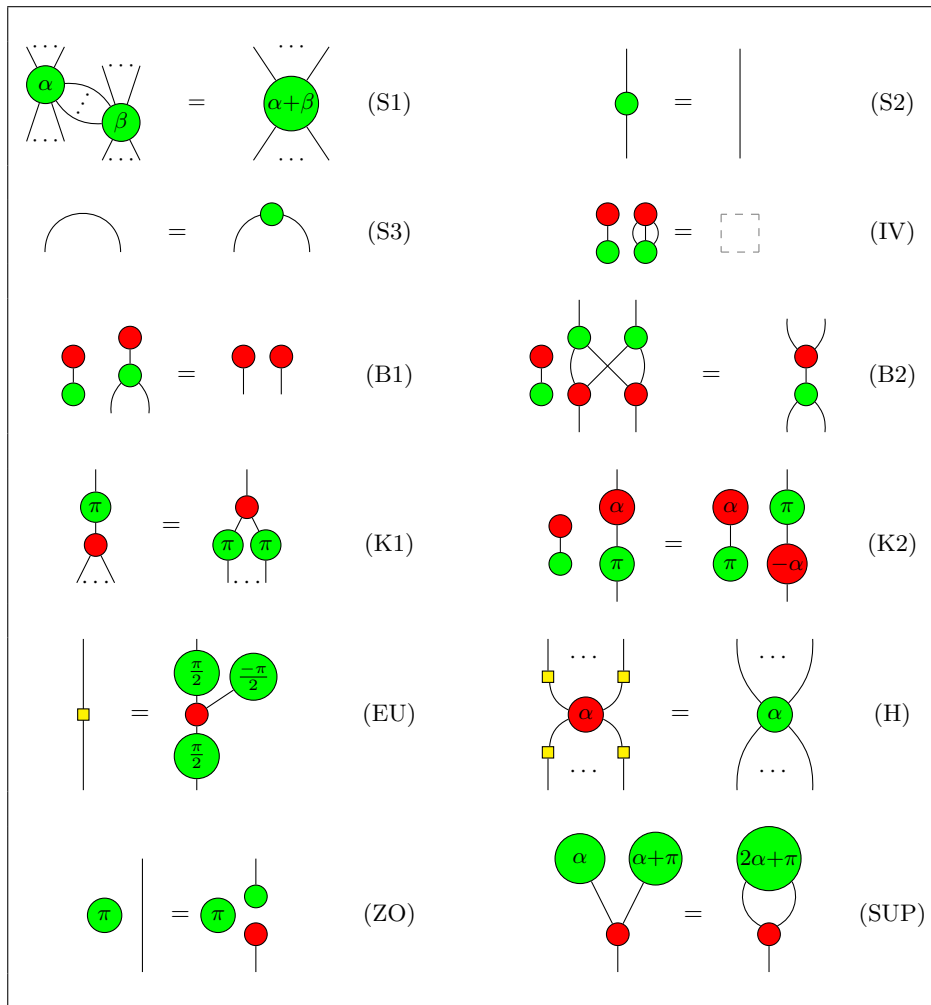 α β = α+β (S1) = (S2)
= (S3) = (IV)
= (B1) = (B2)
π = π π (K1) α π = α π π −α (K2)
= π/2 −π/2 π/2 (EU) α = α (H)
π = π (ZO) α α+π = 2α+π (SUP)